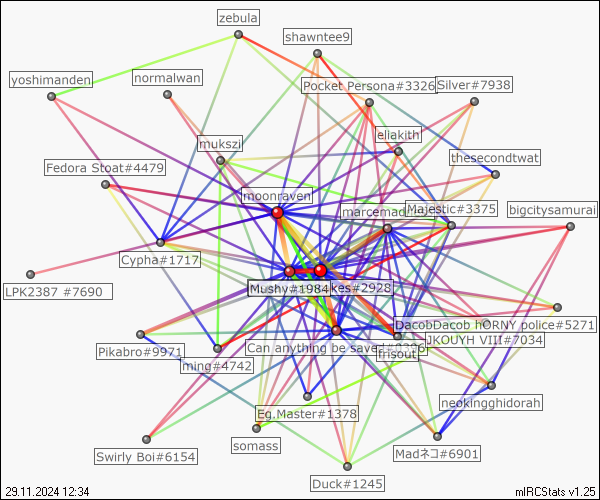 zebula
shawntee9
yoshimanden
normalwan
Pocket Persona#3326
Silver#7938
mukszi
eliakith
thesecondtwat
Fedora Stoat#4479
moonraven
Majestic#3375
bigcitysamurai
Cypha#1717
Mushy#1984
kes#2928
LPK2387 #7690
HORNY police#5271
DacobDacob
Pikabro#9971
ming#4742
Can anything be save
JKOUYH VIII#7034
frisout
Eg.Master#1378
neokingghidorah
somass
Swirly Boi#6154
Madネコ#6901
Duck#1245
29.11.2024 12:34
mIRCStats v1.25